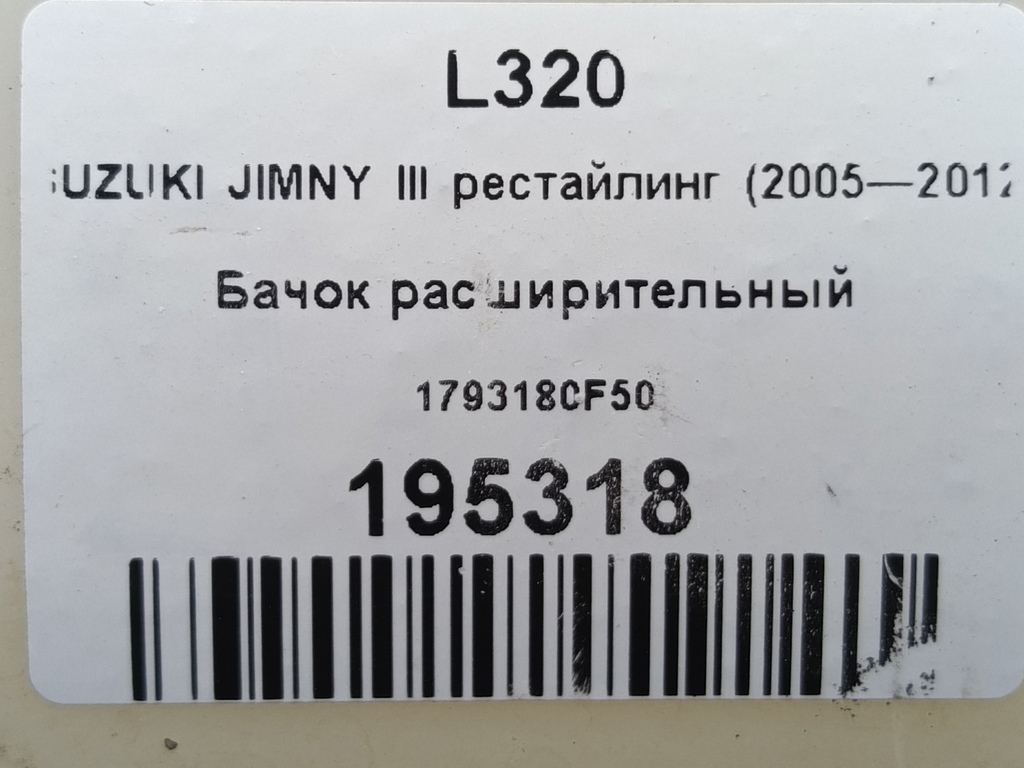 L320
SUZUKI JIMNY III рестайлинг (2005—2012
Бачок расширительный
179318CF50
195318